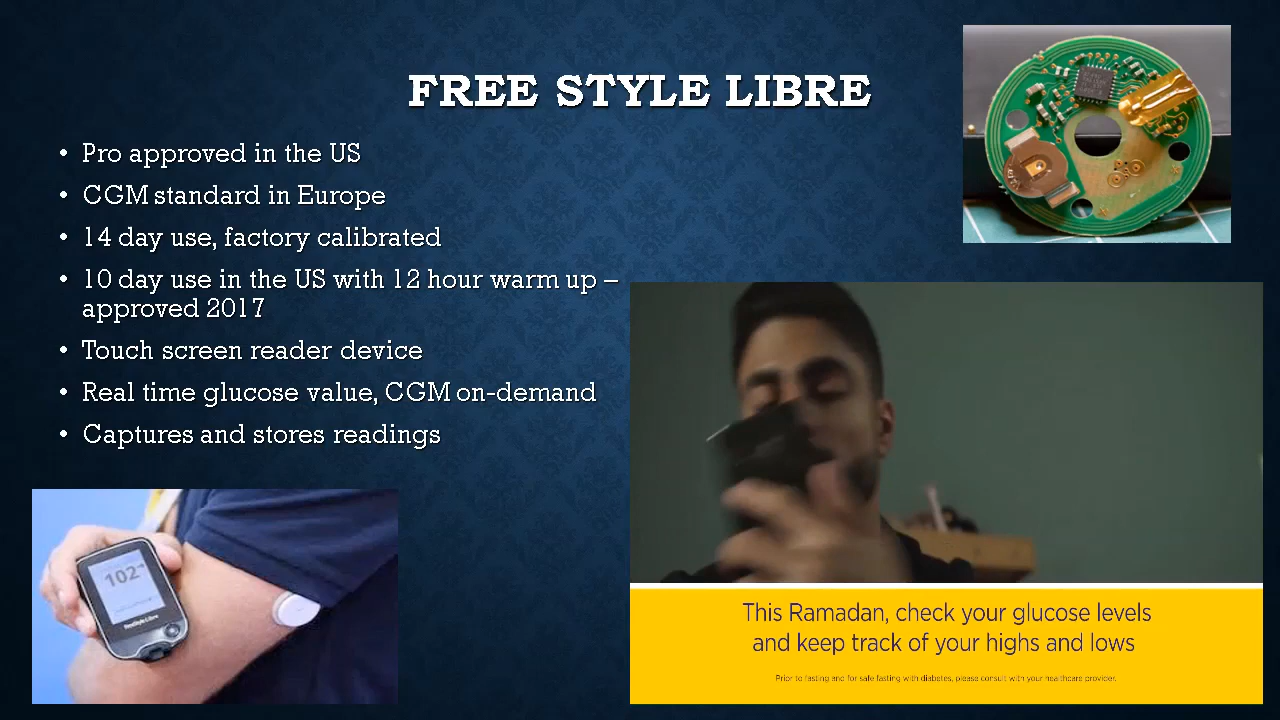 FREE STYLE LIBRE
• Pro approved in the US
• CGM standard in Europe
• 14 day use, factory calibrated
• 10 day use in the US with 12 hour warm up –
approved 2017
• Touch screen reader device
• Real time glucose value, CGM on-demand
• Captures and stores readings
102
FreeStyle Libre
This Ramadan, check your glucose levels
and keep track of your highs and lows
Prior to fasting and for safe fasting with diabetes, please consult with your healthcare provider.